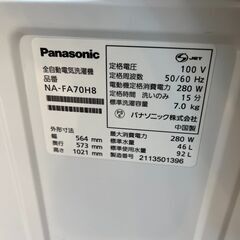 Panasonic
全自動電気洗濯機
品番
NA-FA70H8
外形寸法
幅 564 mm
奥行 573 mm
高さ 1021 mm
JET
定格電圧 100 V
定格周波数 50/60 Hz
電動機定格消費電力 280 W
定格時間 洗いのみ 15 分
標準洗濯容量 7.0 kg
パナソニック株式会社
中国製
最大消費電力 280 W
標準水量 46 L
標準使用水量 92 L
2113501396